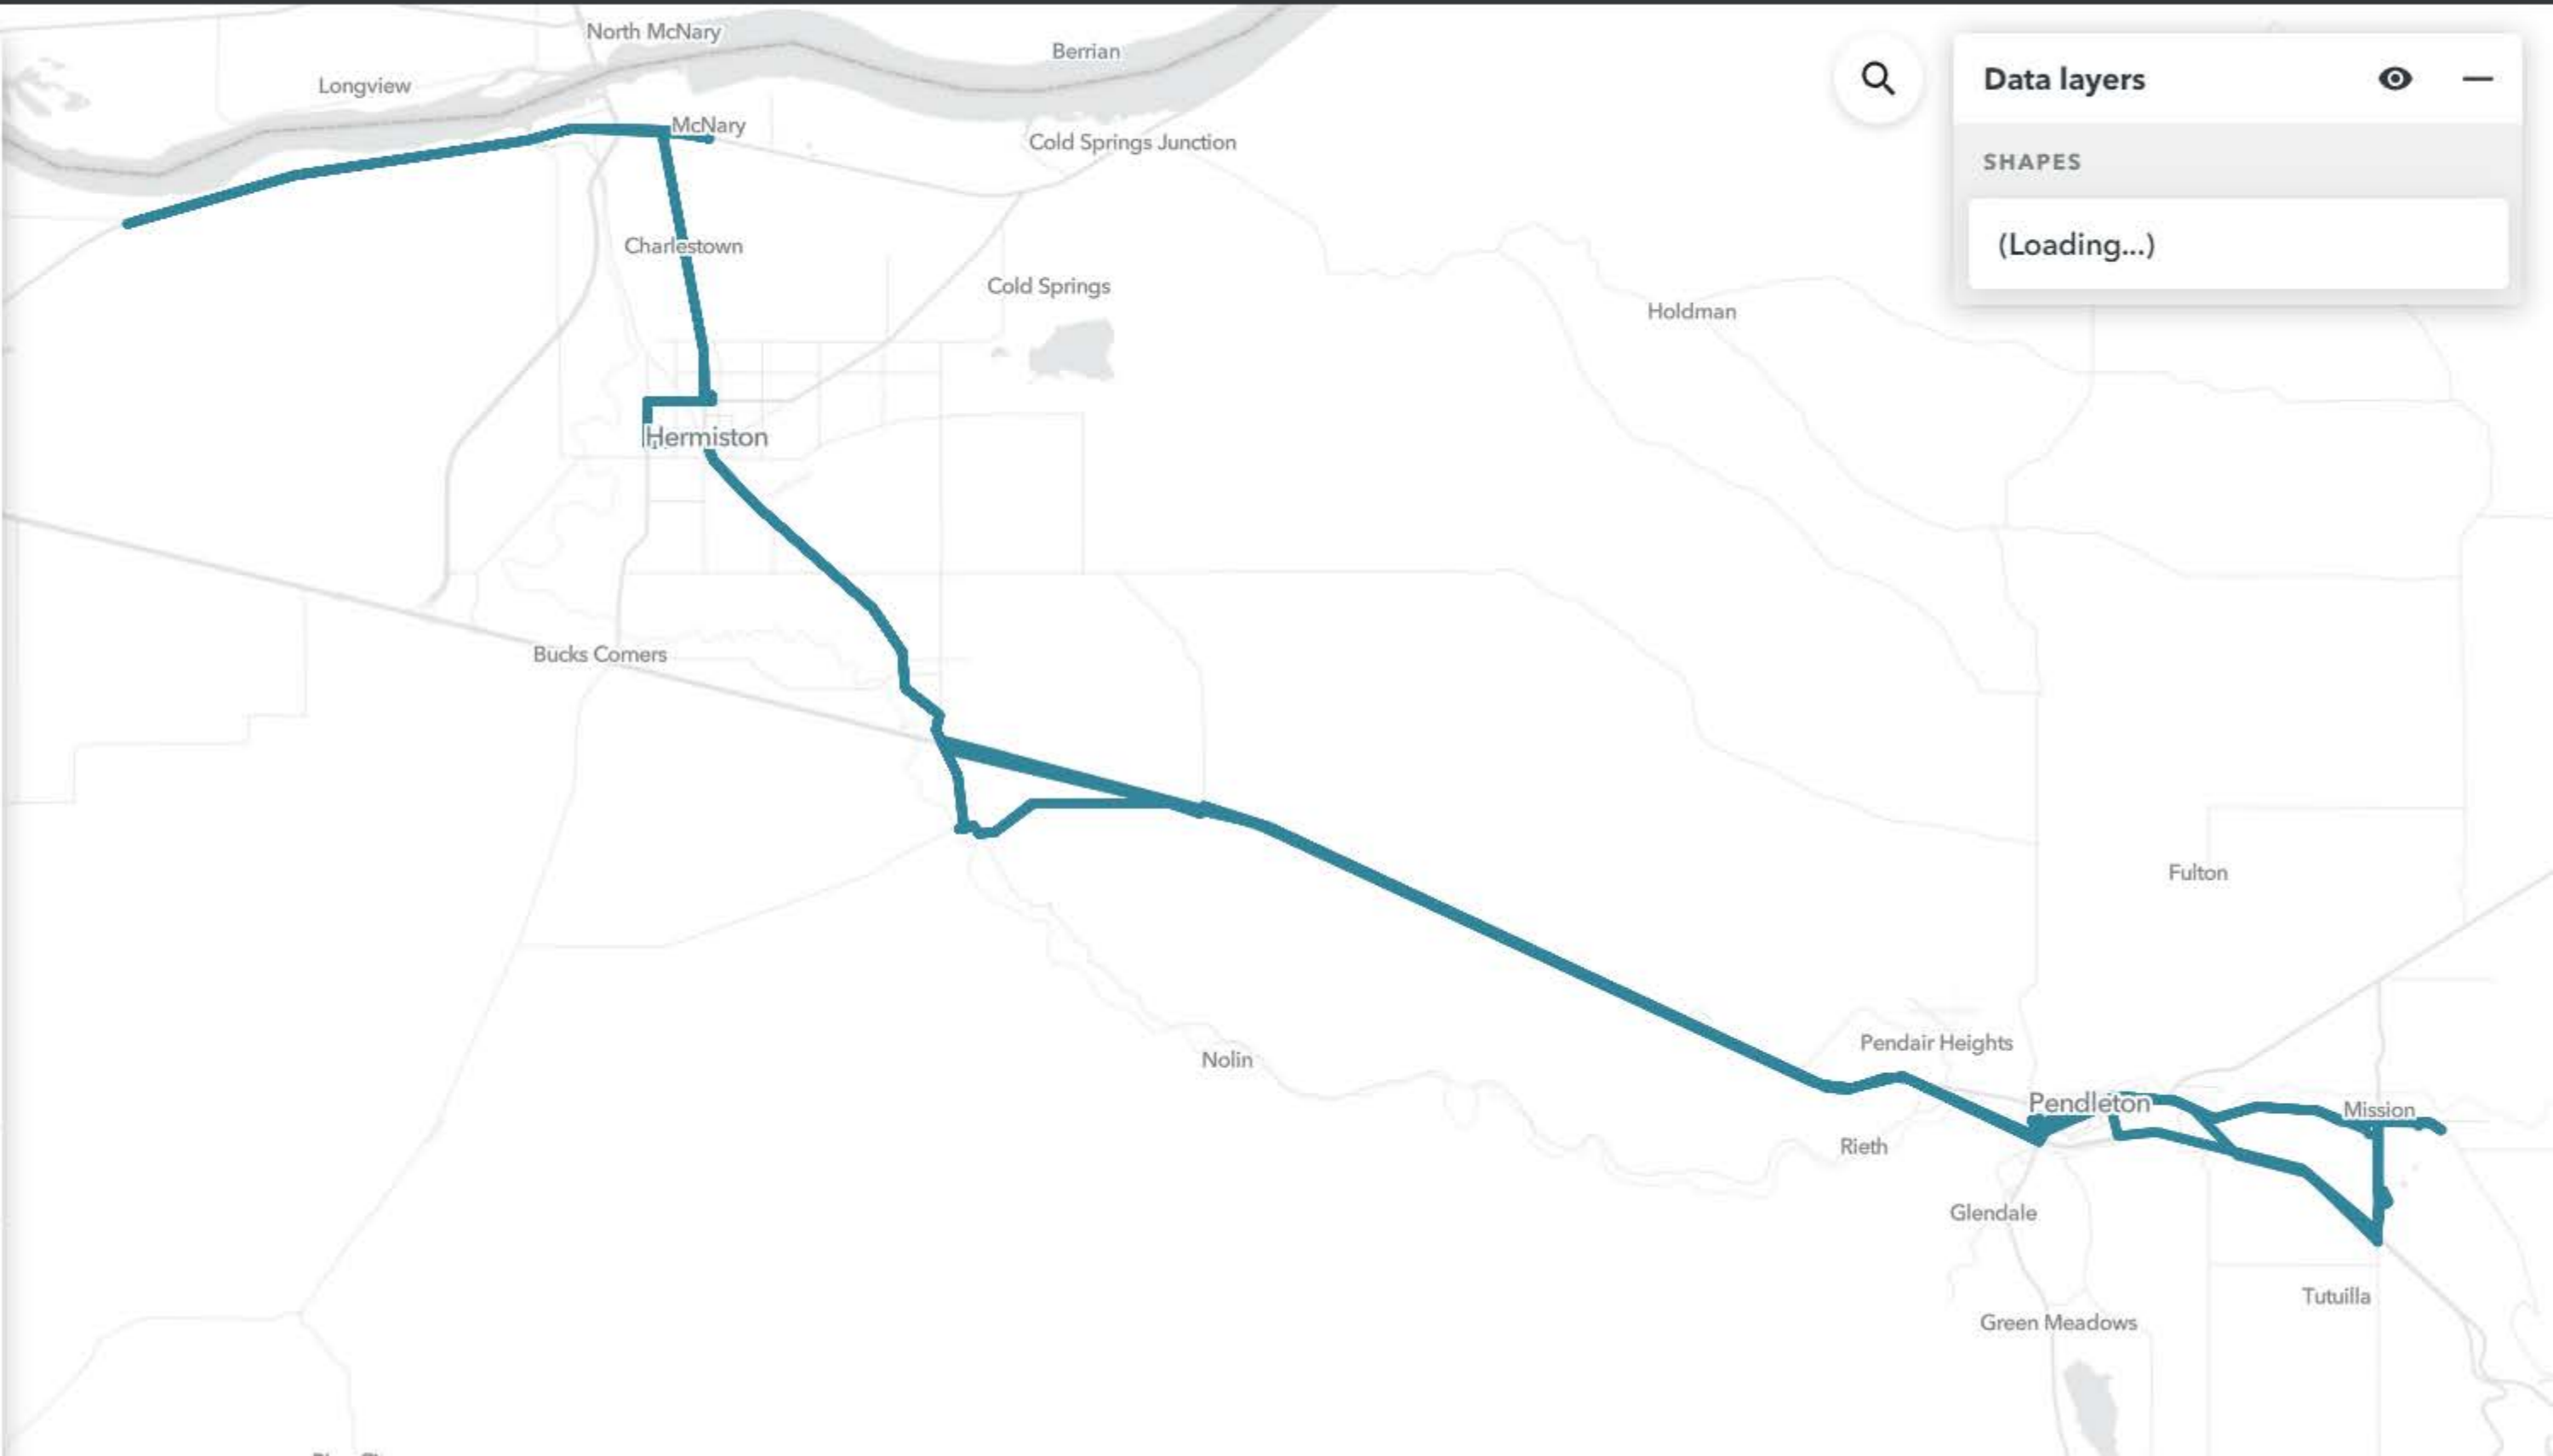 North McNary
Berrian
Longview
McNary
Cold Springs Junction
Data layers
SHAPES
(Loading...)
Charlestown
Cold Springs
Holdman
Hermiston
Bucks Corners
Fulton
Nolin
Pendair Heights
Pendleton
Mission
Rieth
Glendale
Tutuilla
Green Meadows